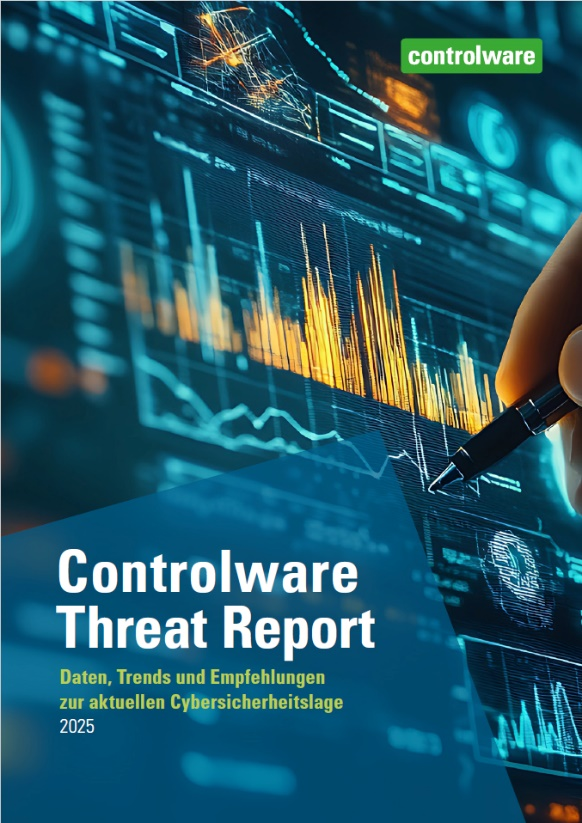 controlware
Controlware
Threat Report
Daten, Trends und Empfehlungen
zur aktuellen Cybersicherheitslage
2025